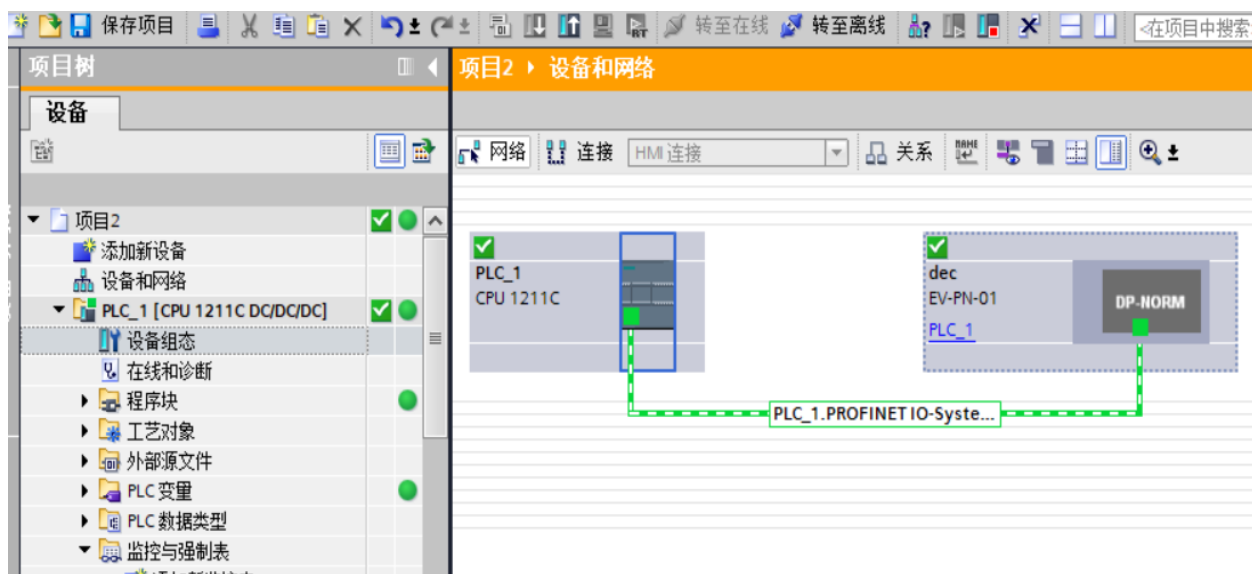 保存项目
RT
转至在线
转至离线
在项目中搜索
项目树
项目2 ▸ 设备和网络
设备
网络
连接
HMI 连接
关系
NAME
项目2
添加新设备
设备和网络
PLC_1 [CPU 1211C DC/DC/DC]
设备组态
在线和诊断
程序块
工艺对象
外部源文件
PLC 变量
PLC 数据类型
监控与强制表
PLC_1
CPU 1211C
dec
EV-PN-01
PLC_1
DP-NORM
PLC_1.PROFINET IO-Syste...